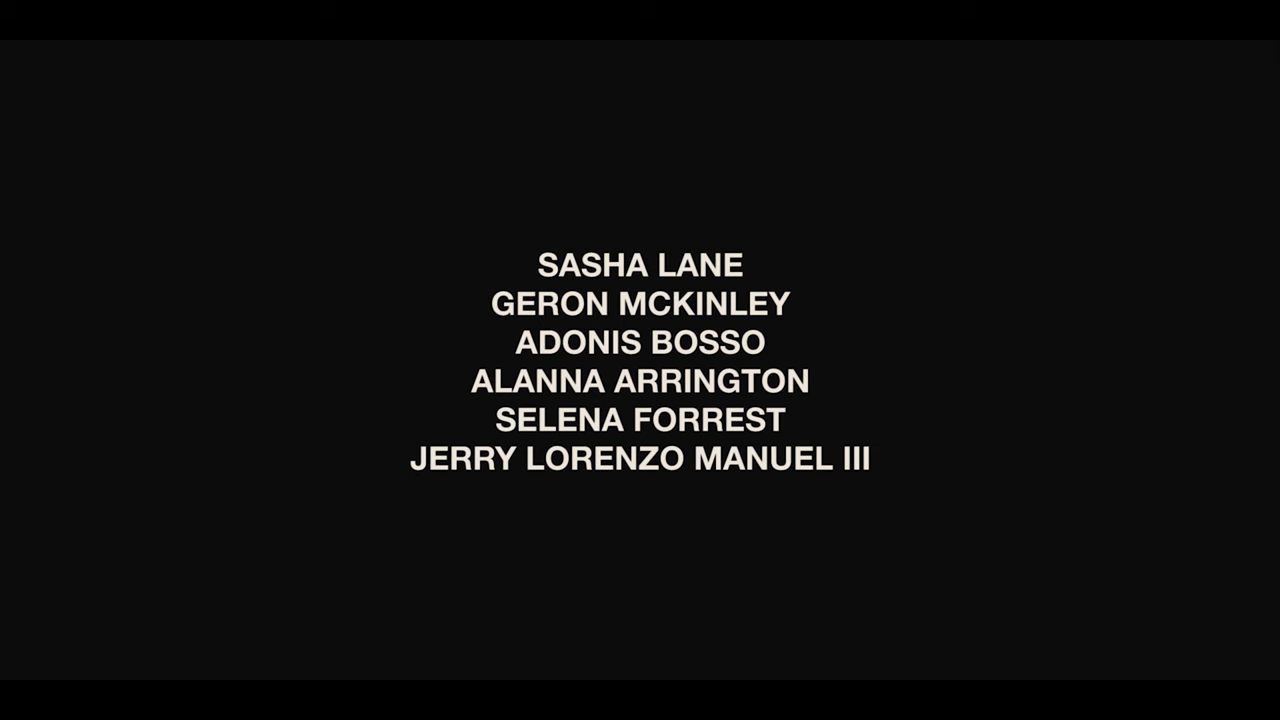 SASHA LANE
GERON MCKINLEY
ADONIS BOSSO
ALANNA ARRINGTON
SELENA FORREST
JERRY LORENZO MANUEL III